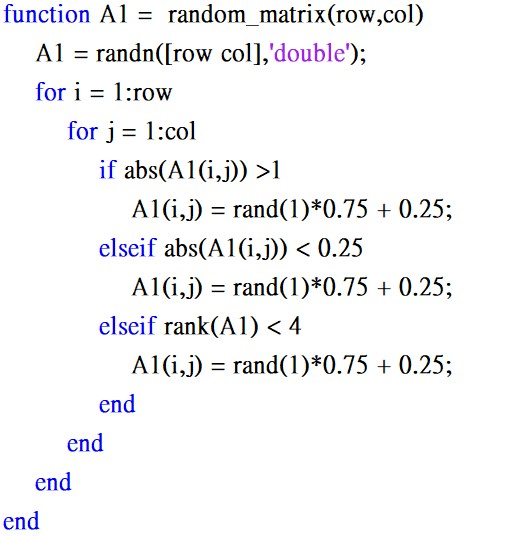 function A1 = random_matrix(row,col)
A1 = randn([row col],'double');
for i = 1:row
for j = 1:col
if abs(A1(i,j)) >1
A1(i,j) = rand(1)*0.75 + 0.25;
elseif abs(A1(i,j)) < 0.25
A1(i,j) = rand(1)*0.75 + 0.25;
elseif rank(A1) < 4
A1(i,j) = rand(1)*0.75 + 0.25;
end
end
end
end